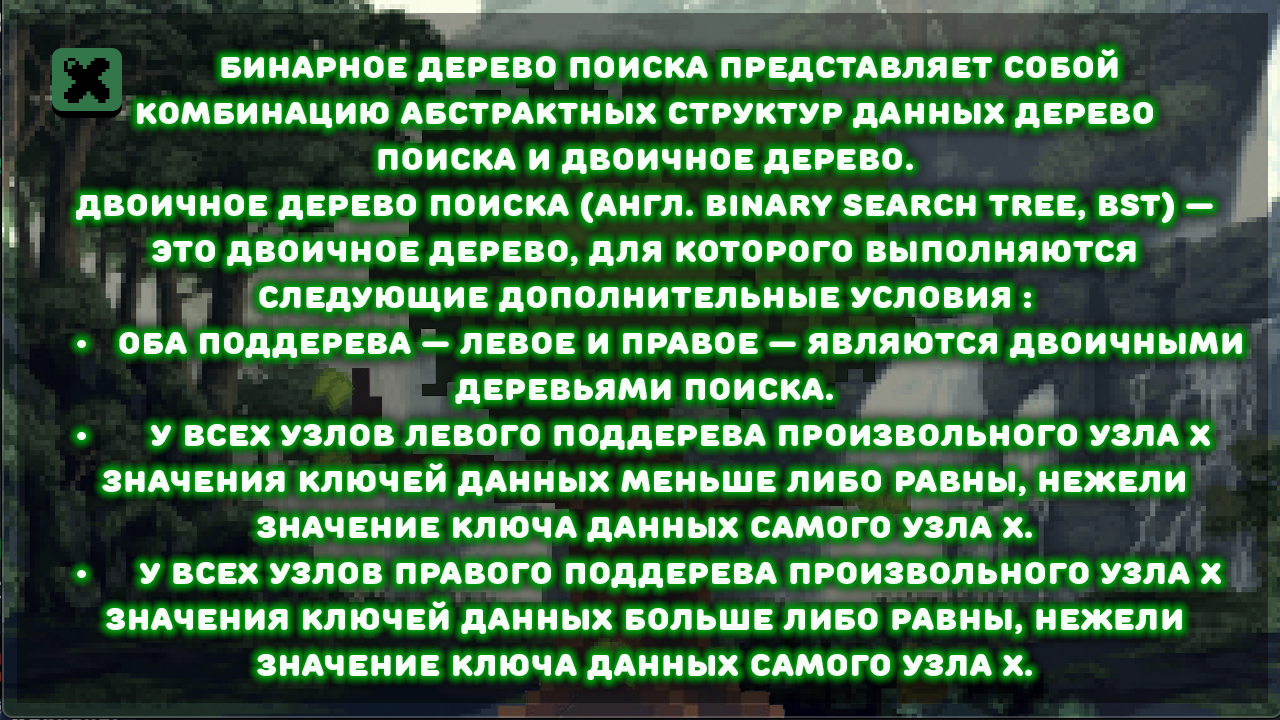 БИНАРНОЕ ДЕРЕВО ПОИСКА ПРЕДСТАВЛЯЕТ СОБОЙ
КОМБИНАЦИЮ АБСТРАКТНЫХ СТРУКТУР ДАННЫХ ДЕРЕВО
ПОИСКА И ДВОИЧНОЕ ДЕРЕВО.
ДВОИЧНОЕ ДЕРЕВО ПОИСКА (АНГЛ. BINARY SEARCH TREE, BST) —
ЭТО ДВОИЧНОЕ ДЕРЕВО, ДЛЯ КОТОРОГО ВЫПОЛНЯЮТСЯ
СЛЕДУЮЩИЕ ДОПОЛНИТЕЛЬНЫЕ УСЛОВИЯ :
• ОБА ПОДДЕРЕВА — ЛЕВОЕ И ПРАВОЕ — ЯВЛЯЮТСЯ ДВОИЧНЫМИ
ДЕРЕВЬЯМИ ПОИСКА.
• У ВСЕХ УЗЛОВ ЛЕВОГО ПОДДЕРЕВА ПРОИЗВОЛЬНОГО УЗЛА X
ЗНАЧЕНИЯ КЛЮЧЕЙ ДАННЫХ МЕНЬШЕ ЛИБО РАВНЫ, НЕЖЕЛИ
ЗНАЧЕНИЕ КЛЮЧА ДАННЫХ САМОГО УЗЛА X.
• У ВСЕХ УЗЛОВ ПРАВОГО ПОДДЕРЕВА ПРОИЗВОЛЬНОГО УЗЛА X
ЗНАЧЕНИЯ КЛЮЧЕЙ ДАННЫХ БОЛЬШЕ ЛИБО РАВНЫ, НЕЖЕЛИ
ЗНАЧЕНИЕ КЛЮЧА ДАННЫХ САМОГО УЗЛА X.